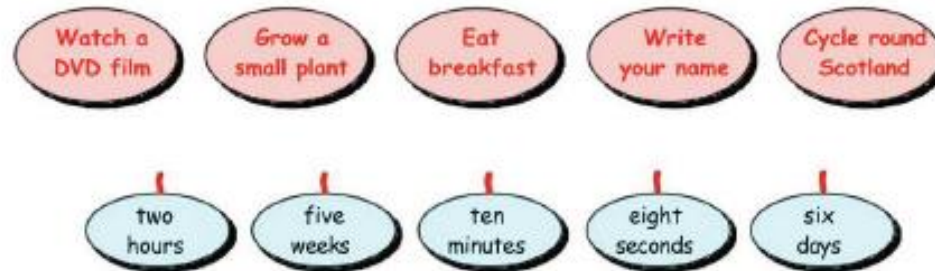 Watch a
DVD film
Grow a
small plant
Eat
breakfast
Write
your name
Cycle round
Scotland
two
hours
five
weeks
ten
minutes
eight
seconds
six
days